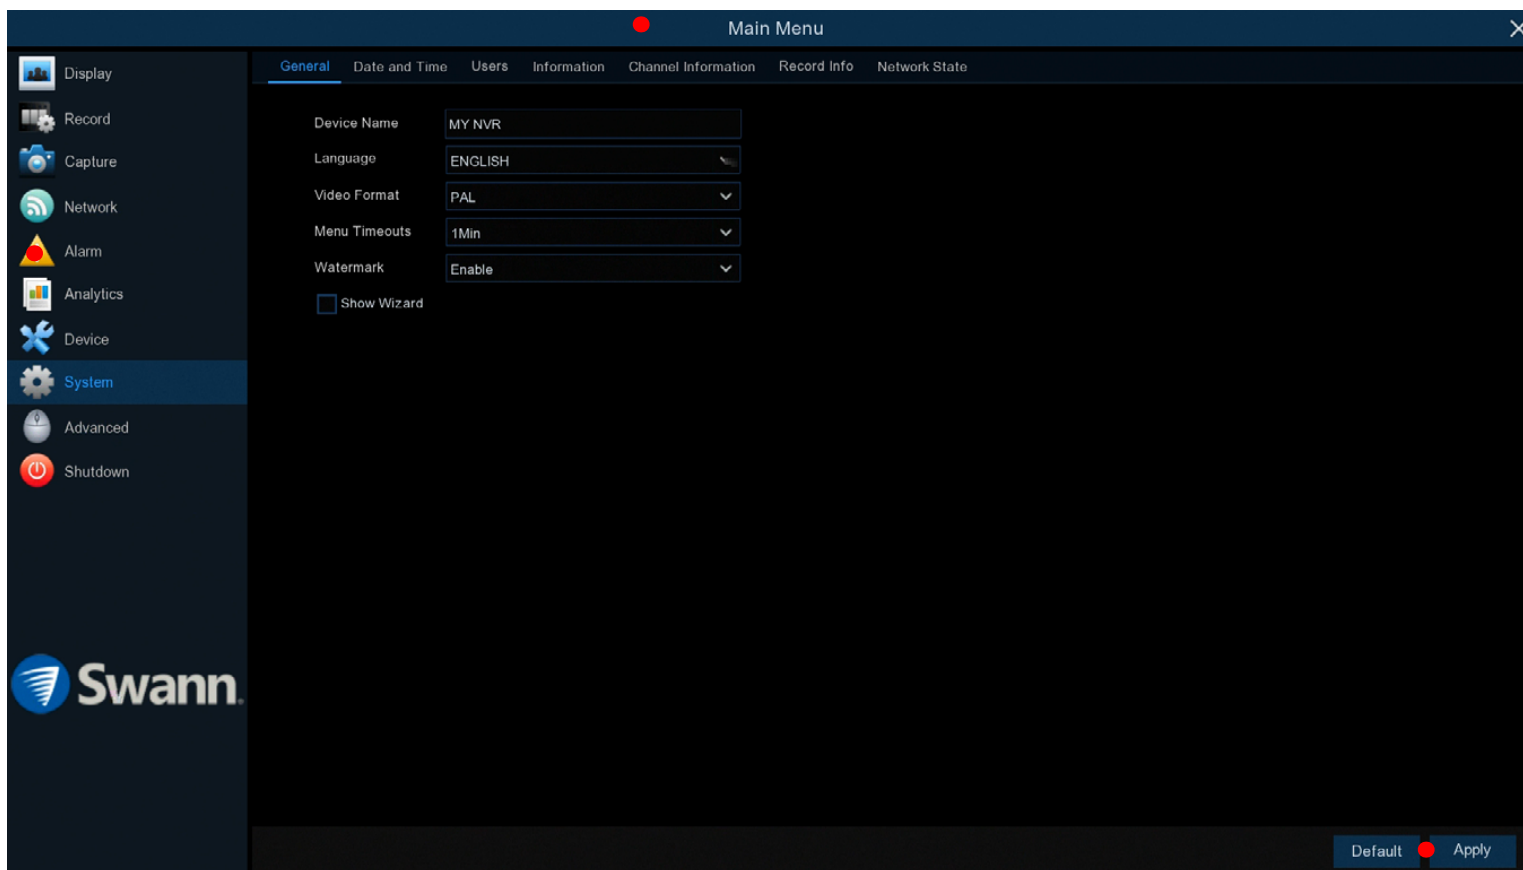 Main Menu
Display
Record
Capture
Network
Alarm
Analytics
Device
System
Advanced
Shutdown
Swann
General Date and Time Users Information Channel Information Record Info Network State
Device Name MY NVR
Language ENGLISH
Video Format PAL
Menu Timeouts 1Min
Watermark Enable
Show Wizard
Default Apply